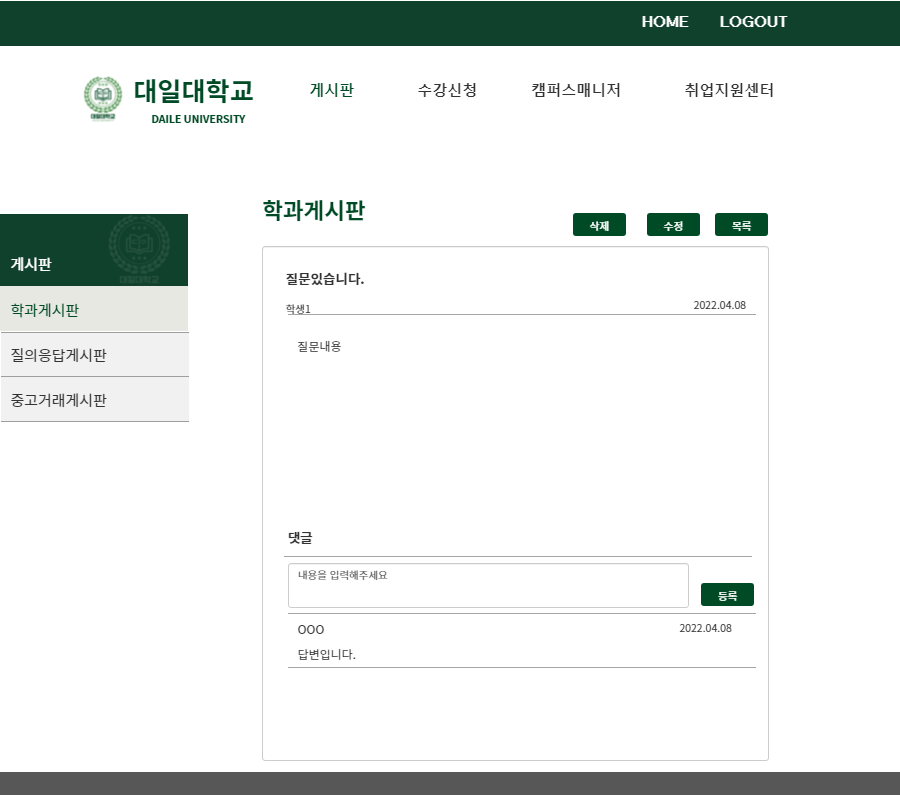 HOME LOGOUT
대일대학교 게시판 수강신청 캠퍼스매니저 취업지원센터
DAILE UNIVERSITY
게시판
학과게시판
질의응답게시판
중고거래게시판
학과게시판
삭제 수정 목록
질문있습니다.
학생1 2022.04.08
질문내용
댓글
내용을 입력해주세요
등록
OOO 2022.04.08
답변입니다.